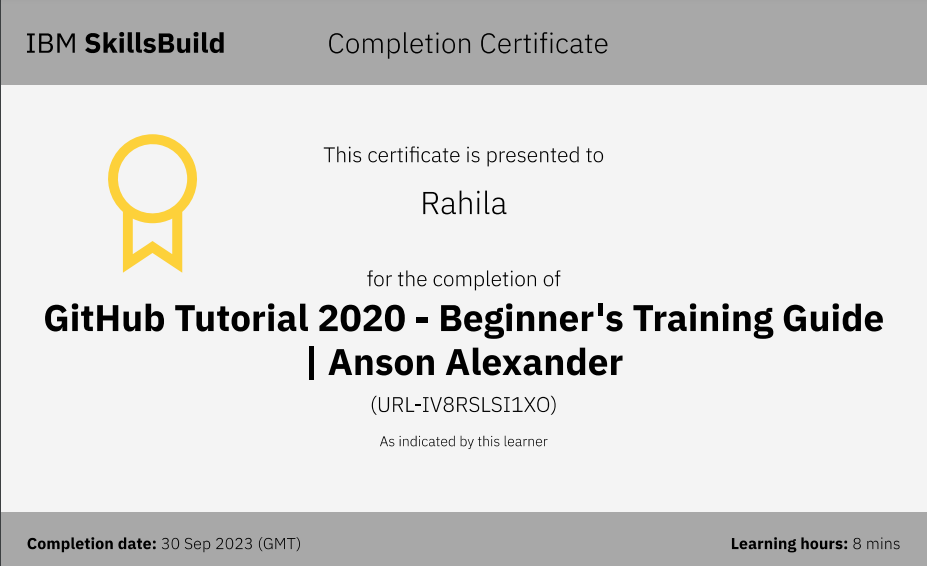 IBM SkillsBuild
Completion Certificate
This certificate is presented to
Rahila
for the completion of
GitHub Tutorial 2020 - Beginner's Training Guide
| Anson Alexander
(URL-IV8RSLSI1XO)
As indicated by this learner
Completion date: 30 Sep 2023 (GMT)
Learning hours: 8 mins